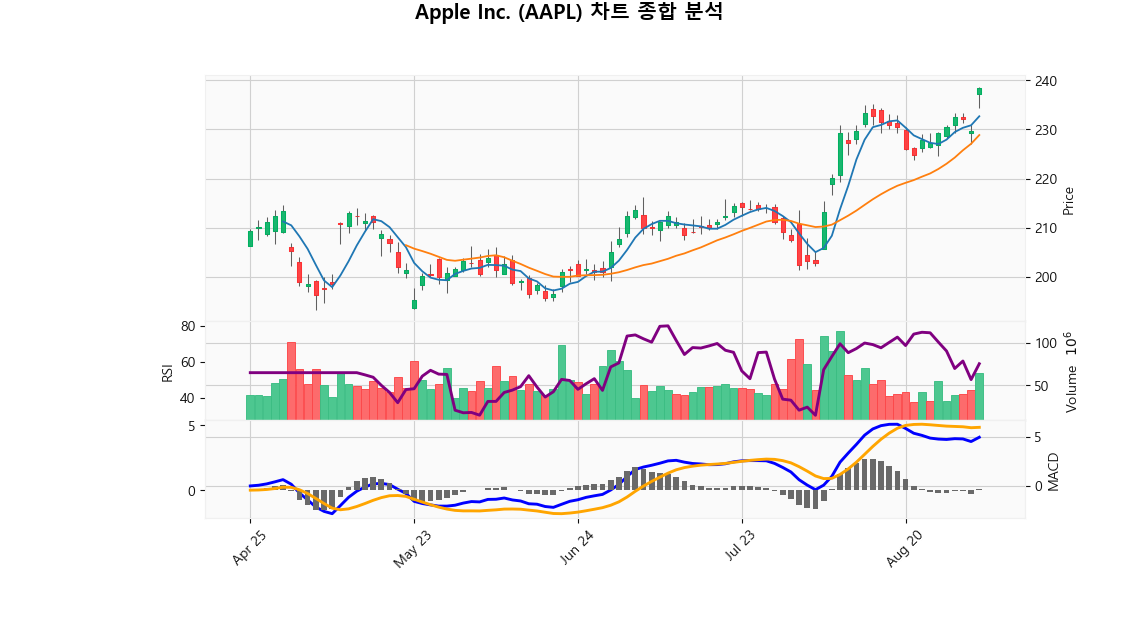 Apple Inc. (AAPL) 차트 종합 분석
240
230
220
210
200
Price
80
60
40
RSI
100
50
Volume 10^6
5
0
5
0
MACD
Apr 25
May 23
Jun 24
Jul 23
Aug 20